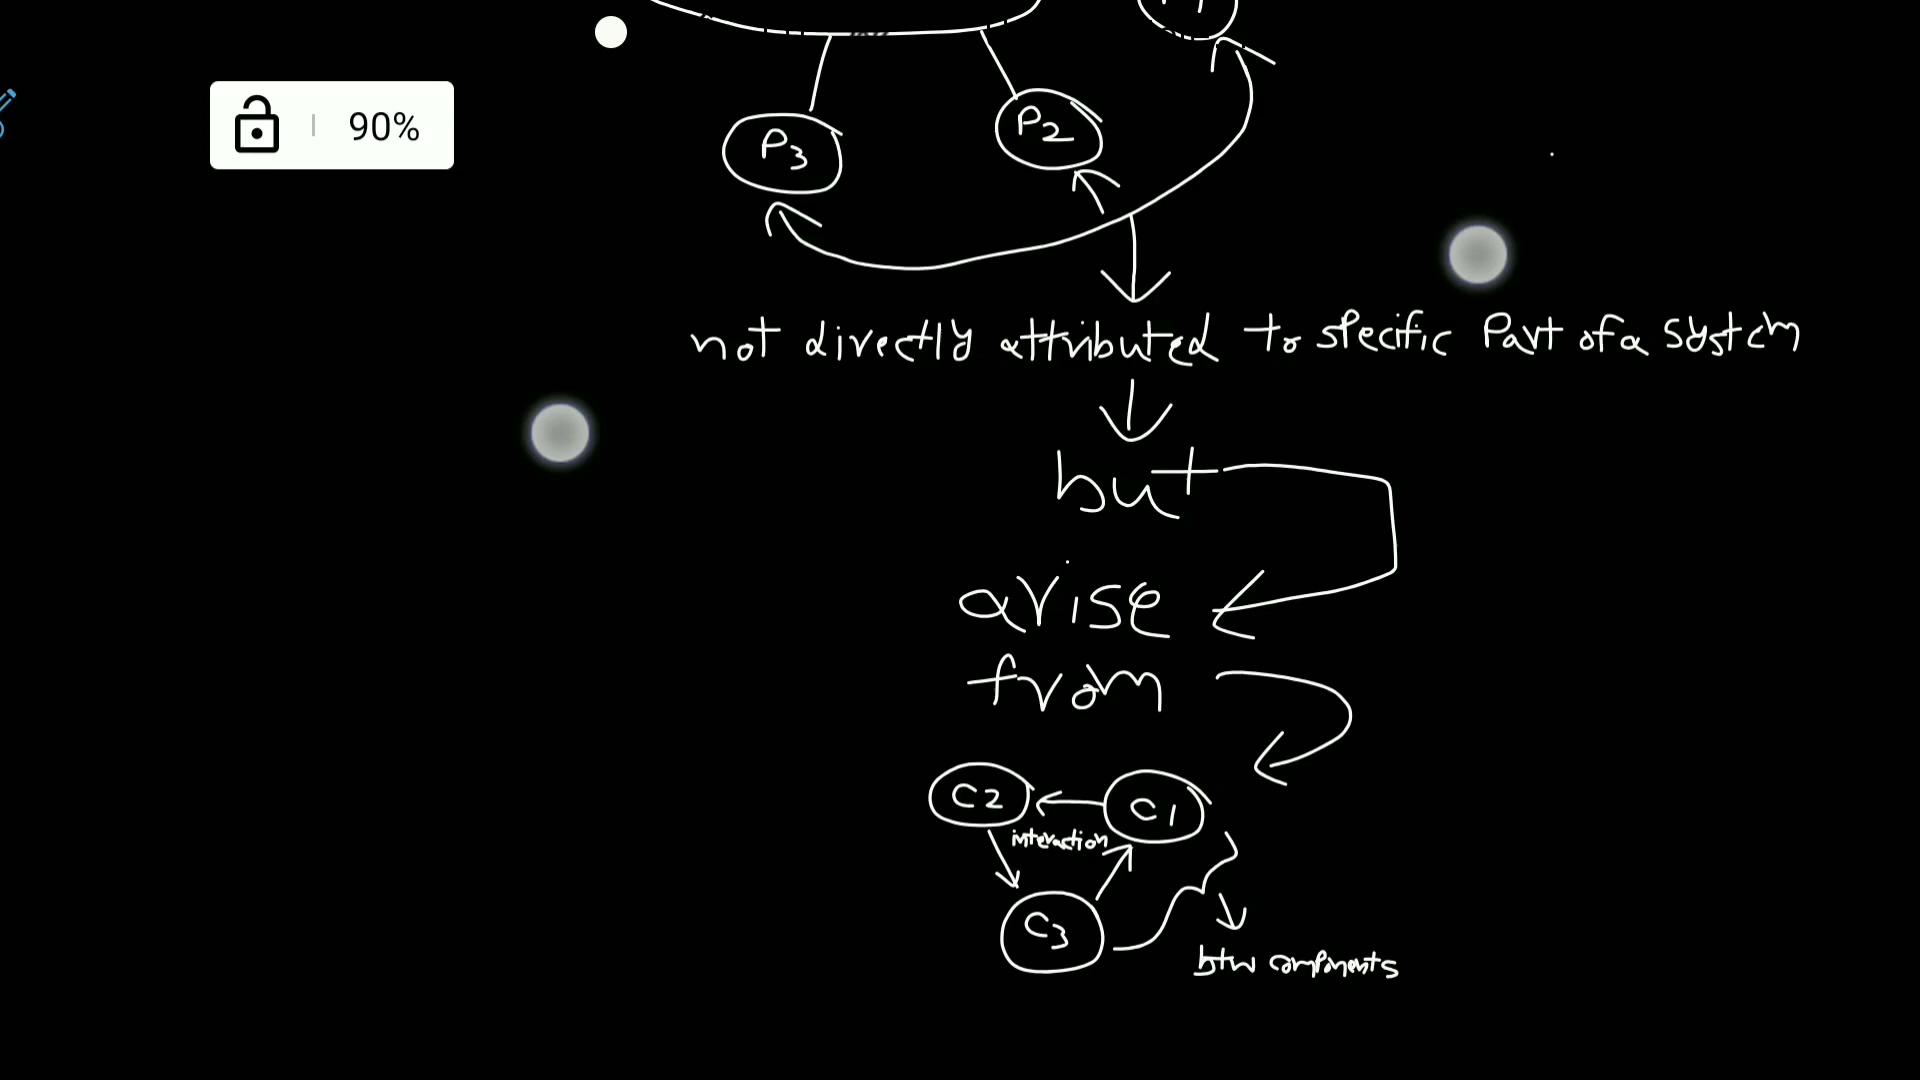 90%
P3
P2
not directly attributed to specific Part of a system
but
arise
from
C2
C1
interaction
C3
btw components